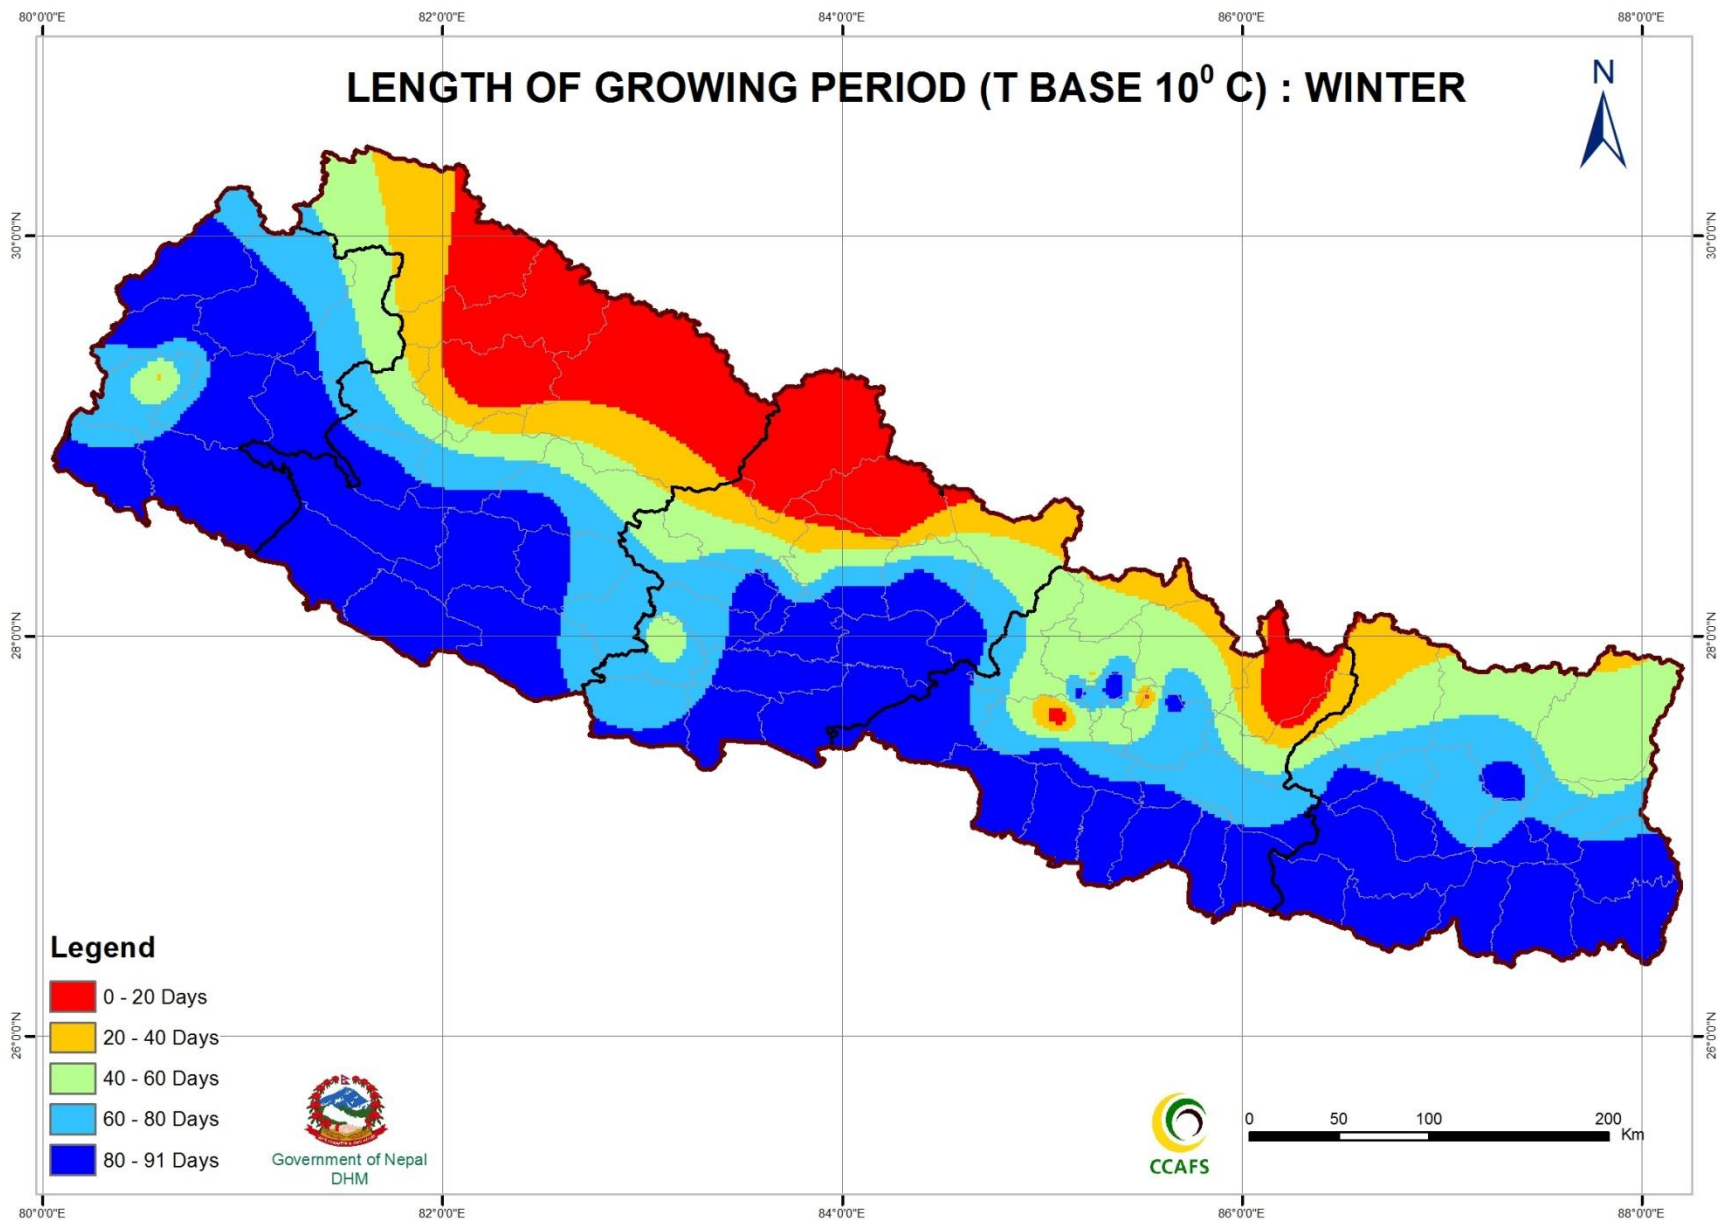 80°0'0"E 82°0'0"E 84°0'0"E 86°0'0"E 88°0'0"E
LENGTH OF GROWING PERIOD (T BASE 10⁰ C) : WINTER
N
30°0'0"N 30°0'0"N
28°0'0"N 28°0'0"N
26°0'0"N 26°0'0"N
Legend
0 - 20 Days
20 - 40 Days
40 - 60 Days
60 - 80 Days
80 - 91 Days
Government of Nepal
DHM
CCAFS
0 50 100 200
Km
80°0'0"E 82°0'0"E 84°0'0"E 86°0'0"E 88°0'0"E